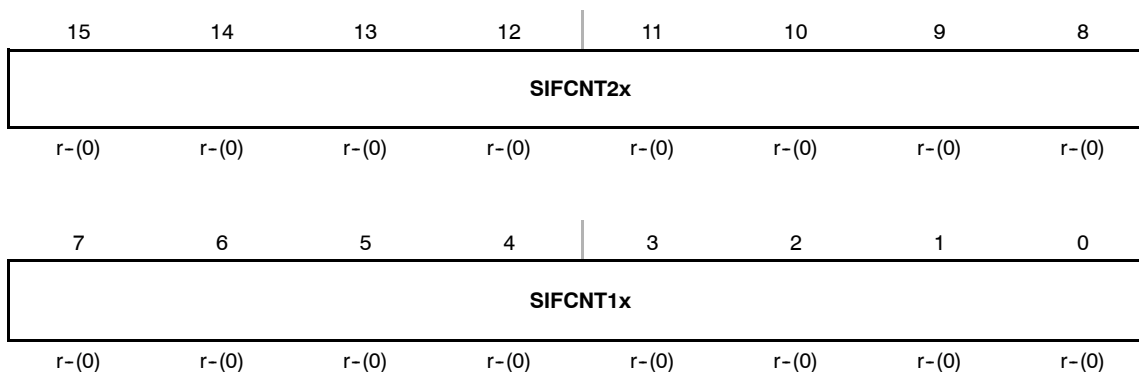 15 14 13 12 11 10 9 8
SIFCNT2x
r-(0) r-(0) r-(0) r-(0) r-(0) r-(0) r-(0) r-(0)
7 6 5 4 3 2 1 0
SIFCNT1x
r-(0) r-(0) r-(0) r-(0) r-(0) r-(0) r-(0) r-(0)